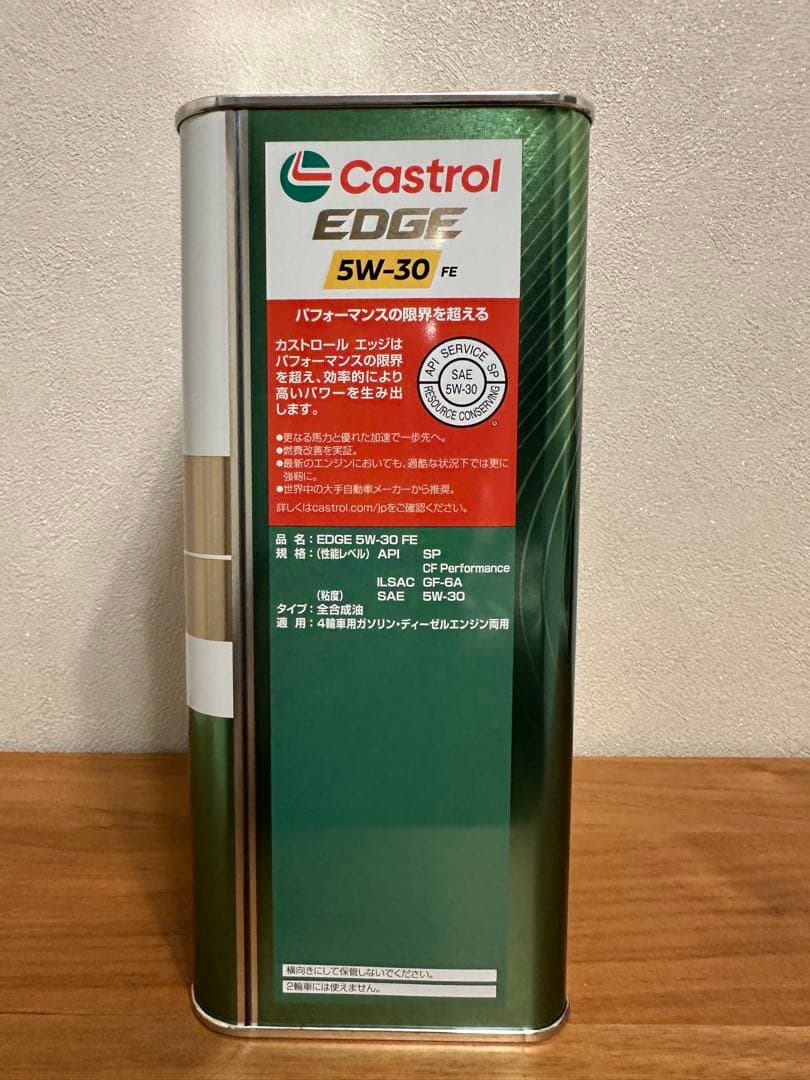 Castrol
EDGE
5W-30 FE
パフォーマンスの限界を超える
カストロール エッジは
パフォーマンスの限界
を超え、効率的により
高いパワーを生み出
します。
API SERVICE SP
SAE
5W-30
RESOURCE CONSERVING
●更なる馬力と優れた加速で一歩先へ。
●燃費改善を実証。
●最新のエンジンにおいても、過酷な状況下では更に
強靭に。
●世界中の大手自動車メーカーから推奨。
詳しくはcastrol.com/jpをご確認ください。
品 名：EDGE 5W-30 FE
規 格：（性能レベル） API SP
CF Performance
ILSAC GF-6A
（粘度） SAE 5W-30
タイプ：全合成油
適 用：4輪車用ガソリン・ディーゼルエンジン両用
横向きにして保管しないでください。
2輪車には使えません。